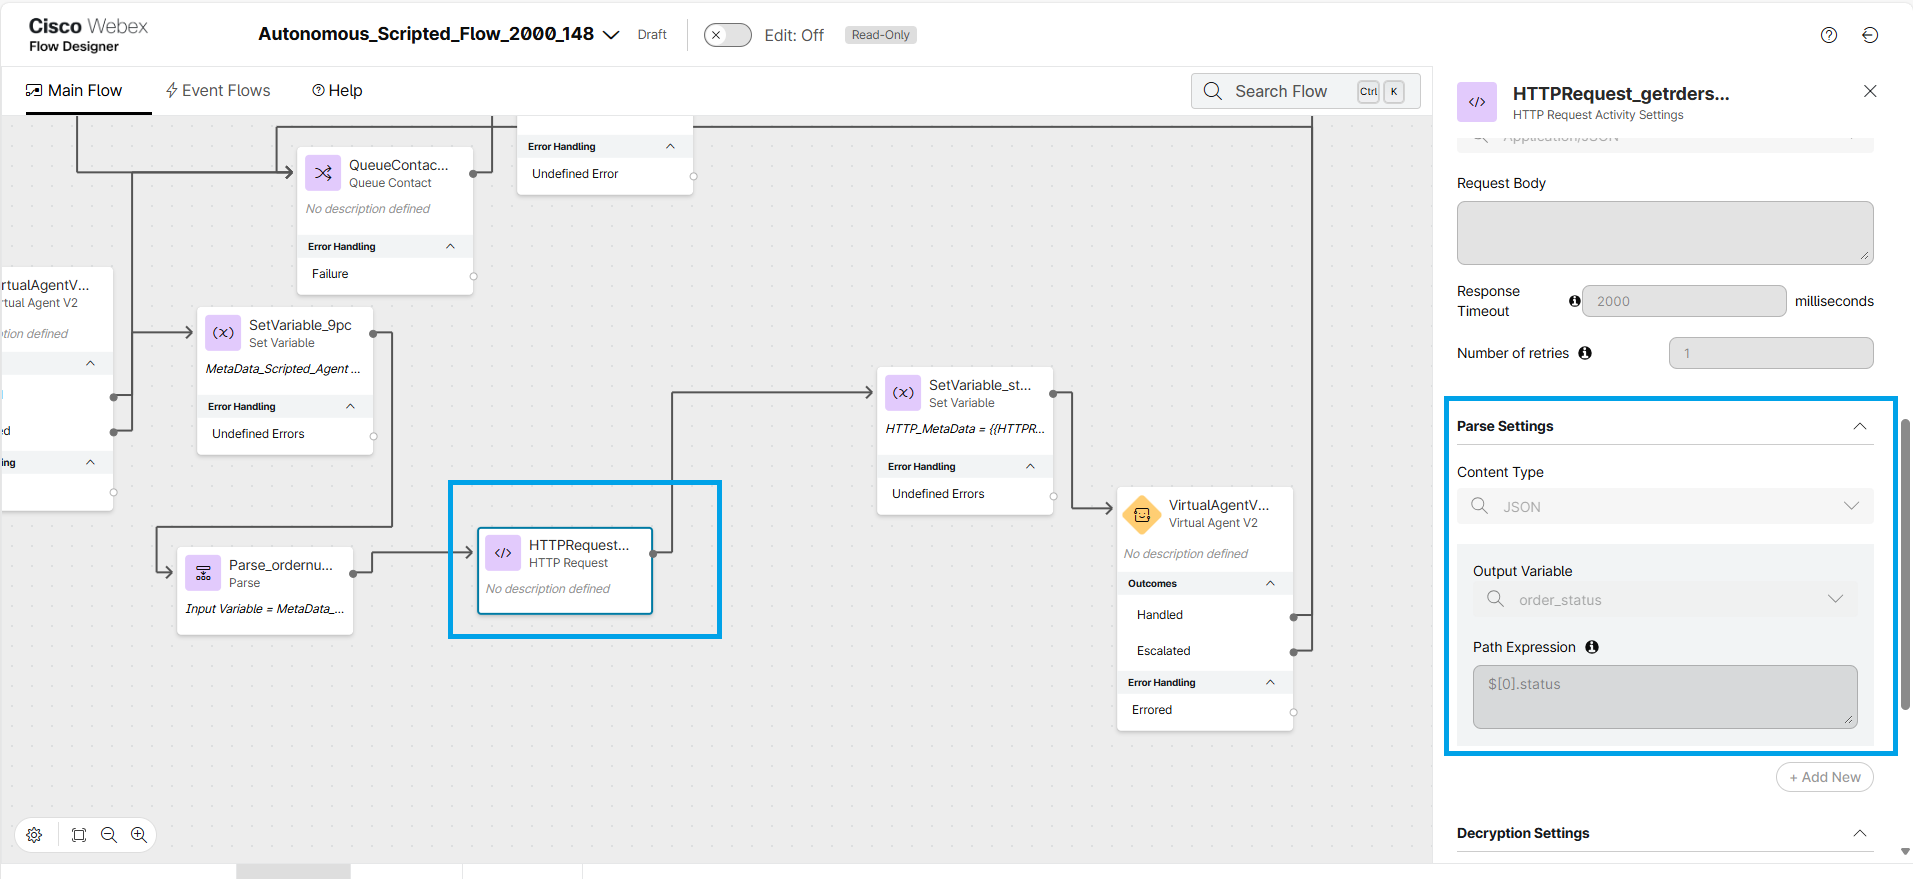 Cisco Webex
Flow Designer
Autonomous_Scripted_Flow_2000_148
Draft
Edit: Off
Read-Only
Main Flow
Event Flows
Help
Search Flow
Ctrl
K
QueueContac...
Queue Contact
No description defined
Error Handling
Failure
Error Handling
Undefined Error
rtualAgentV...
rtual Agent V2
tion defined
ed
ing
SetVariable_9pc
Set Variable
MetaData_Scripted_Agent ...
Error Handling
Undefined Errors
Parse_ordernu...
Parse
Input Variable = MetaData_...
HTTPRequest...
HTTP Request
No description defined
SetVariable_st...
Set Variable
HTTP_MetaData = {{HTTPR...
Error Handling
Undefined Errors
VirtualAgentV...
Virtual Agent V2
No description defined
Outcomes
Handled
Escalated
Error Handling
Errored
HTTPRequest_getrders...
HTTP Request Activity Settings
Application/JSON
Request Body
Response
Timeout
2000
milliseconds
Number of retries
1
Parse Settings
Content Type
JSON
Output Variable
order_status
Path Expression
$[0].status
+ Add New
Decryption Settings